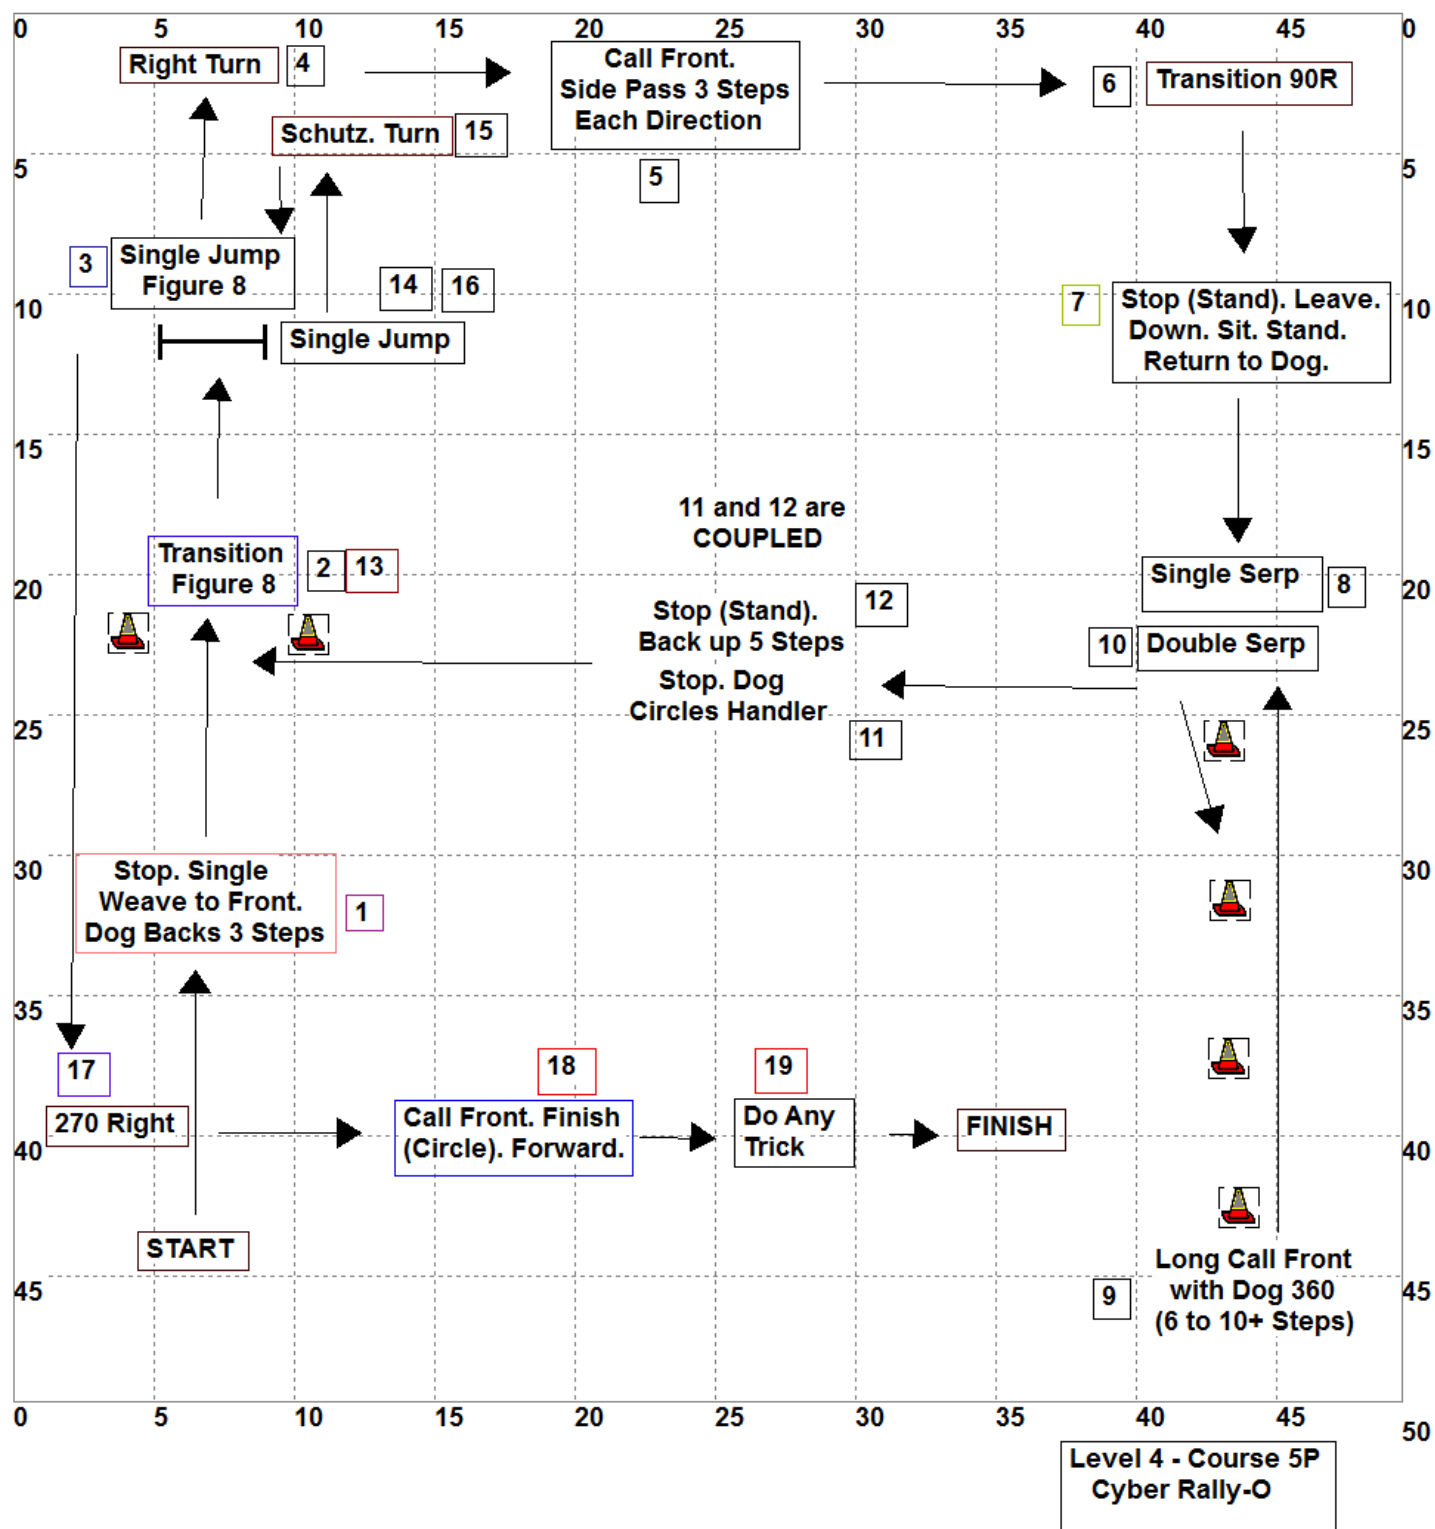 0 5 10 15 20 25 30 35 40 45 0
Right Turn
4
Call Front.
Side Pass 3 Steps
Each Direction
5
6
Transition 90R
Schutz. Turn
15
5
5
3
Single Jump
Figure 8
14
16
7
Stop (Stand). Leave.
Down. Sit. Stand.
Return to Dog.
10
10
Single Jump
15
15
11 and 12 are
COUPLED
Transition
Figure 8
2
13
12
Single Serp
8
20
20
Stop (Stand).
Back up 5 Steps
10
Double Serp
Stop. Dog
Circles Handler
11
25
25
30
30
Stop. Single
Weave to Front.
Dog Backs 3 Steps
1
35
35
17
18
19
270 Right
Call Front. Finish
(Circle). Forward.
Do Any
Trick
FINISH
40
40
START
Long Call Front
with Dog 360
(6 to 10+ Steps)
9
45
45
0 5 10 15 20 25 30 35 40 45 50
Level 4 - Course 5P
Cyber Rally-O